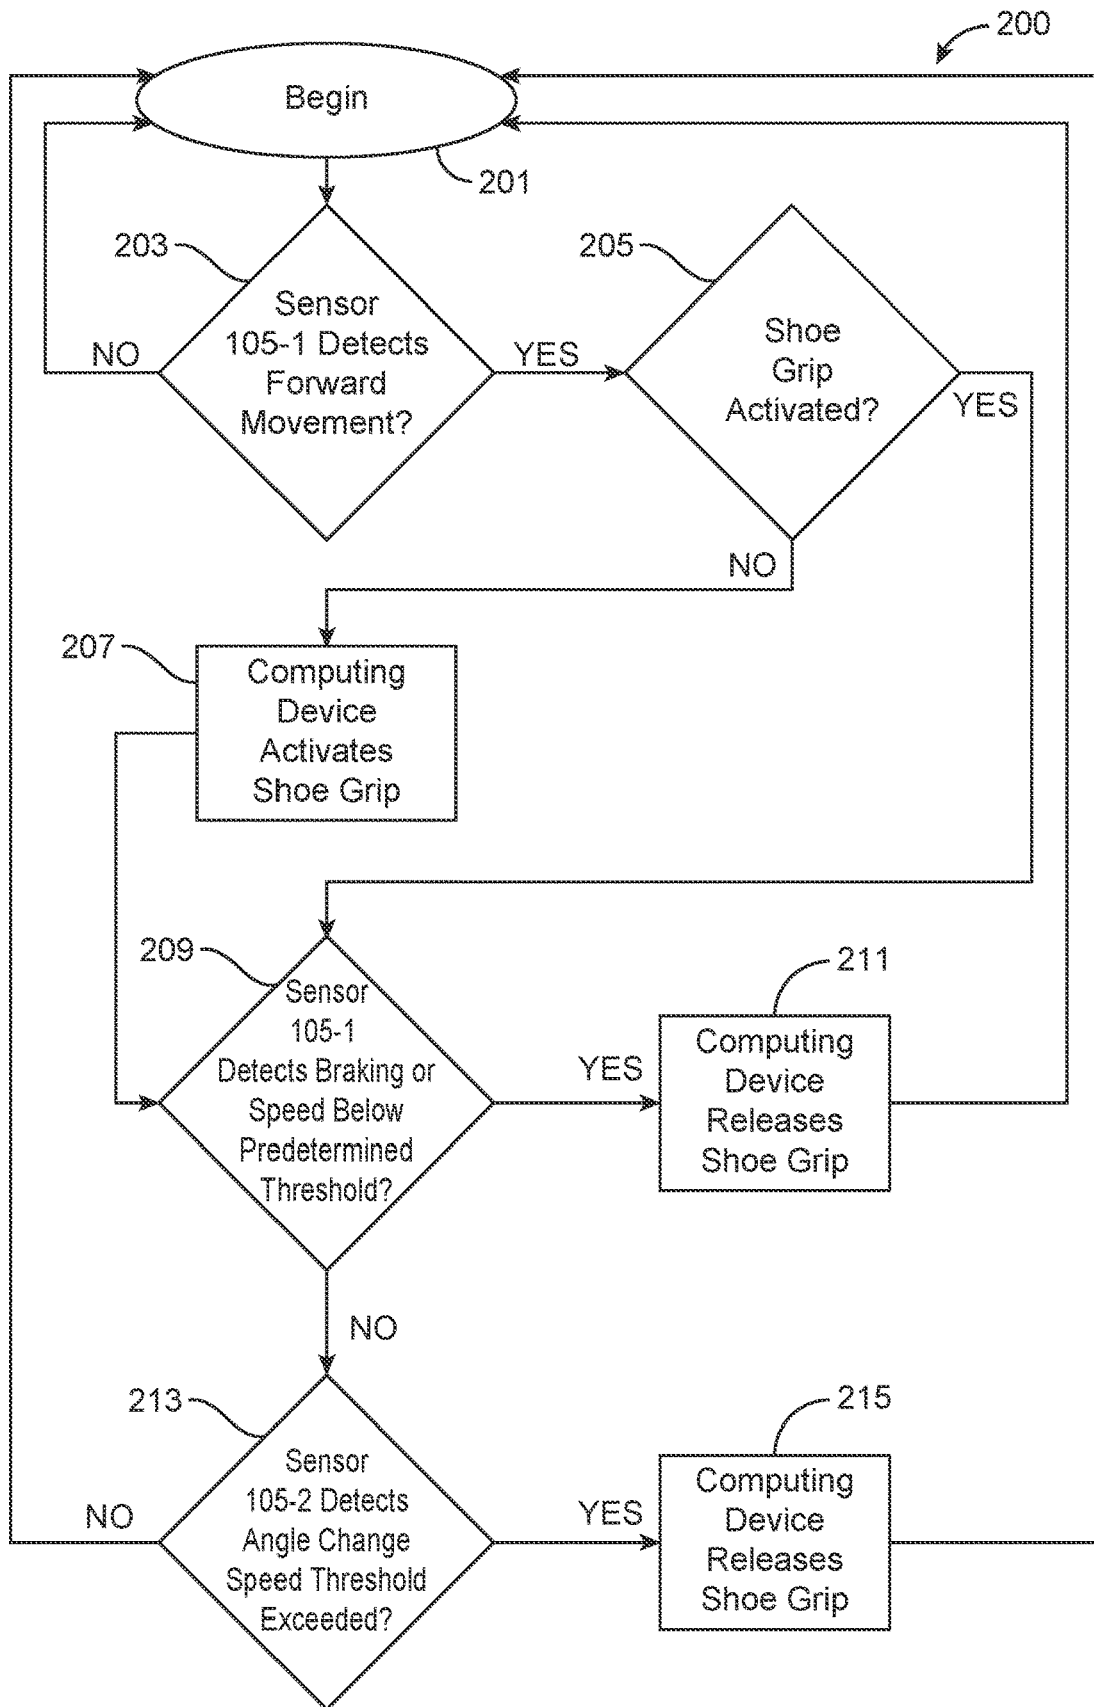 200
Begin
201
203
Sensor
105-1 Detects
Forward
Movement?
NO
YES
205
Shoe
Grip
Activated?
YES
NO
207
Computing
Device
Activates
Shoe Grip
209
Sensor
105-1
Detects Braking or
Speed Below
Predetermined
Threshold?
YES
211
Computing
Device
Releases
Shoe Grip
NO
213
Sensor
105-2 Detects
Angle Change
Speed Threshold
Exceeded?
NO
YES
215
Computing
Device
Releases
Shoe Grip